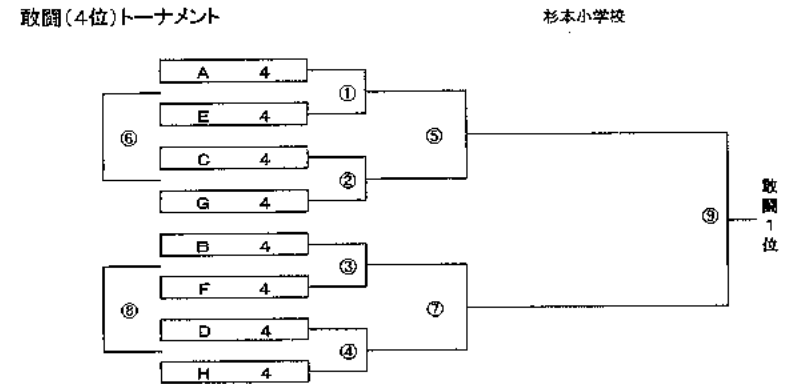 敢闘(4位)トーナメント
杉本小学校
A 4
①
E 4
⑥
⑤
C 4
②
G 4
⑨
敢闘1位
B 4
③
F 4
⑧
⑦
D 4
④
H 4